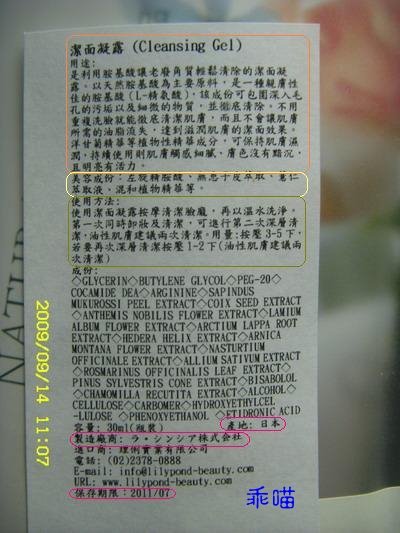 潔面凝露 (Cleansing Gel)
用途:
是利用胺基酸讓老廢角質輕鬆清除的潔面凝
露。以天然胺基酸為主要原料，是一種親膚性
佳的胺基酸(L-精氨酸)，該成份可包圍深入毛
孔的污垢以及細微的物質，並徹底清除。不用
重複洗臉就能徹底清潔肌膚，而且不會讓肌膚
所需的油脂流失，達到滋潤肌膚的潔面效果。
洋甘菊精華等植物性精華成分，可保持肌膚濕
潤，持續使用則肌膚觸感細膩、膚色沒有黯沉，
且明亮有活力。
美容成份：左旋精胺酸、無患子皮萃取、薏仁
萃取液、混和植物精華等。
使用方法:
使用潔面凝露按摩清潔臉龐，再以溫水洗淨。
第一次同時卸妝及清潔，可進行第二次深層清
潔，油性肌膚建議兩次清潔。用量:按壓3-5下，
若要再次深層清潔按壓1-2下(油性肌膚建議兩
次清潔)
成份:
◇GLYCERIN◇BUTYLENE GLYCOL◇PEG-20◇
COCAMIDE DEA◇ARGININE◇SAPINDUS
MUKUROSSI PEEL EXTRACT◇COIX SEED EXTRACT
◇ANTHEMIS NOBILIS FLOWER EXTRACT◇LAMIUM
ALBUM FLOWER EXTRACT◇ARCTIUM LAPPA ROOT
EXTRACT◇HEDERA HELIX EXTRACT◇ARNICA
MONTANA FLOWER EXTRACT◇NASTURTIUM
OFFICINALE EXTRACT◇ALLIUM SATIVUM EXTRACT
◇ROSMARINUS OFFICINALIS LEAF EXTRACT◇
PINUS SYLVESTRIS CONE EXTRACT◇BISABOLOL
◇CHAMOMILLA RECUTITA EXTRACT◇ALCOHOL◇
CELLULOSE◇CARBOMER◇HYDROXYETHYLCEL
-LULOSE ◇PHENOXYETHANOL ◇ETIDRONIC ACID
容量: 30ml(瓶裝) 產地: 日本
製造廠商: ラ・シンシア株式会社
進口商: 理俐實業有限公司
電話: (02)2378-0888
E-mail: info@lilypond-beauty.com
URL: www.lilypond-beauty.com
保存期限：2011/07
乖喵
2009/09/14 11:07
NATUR